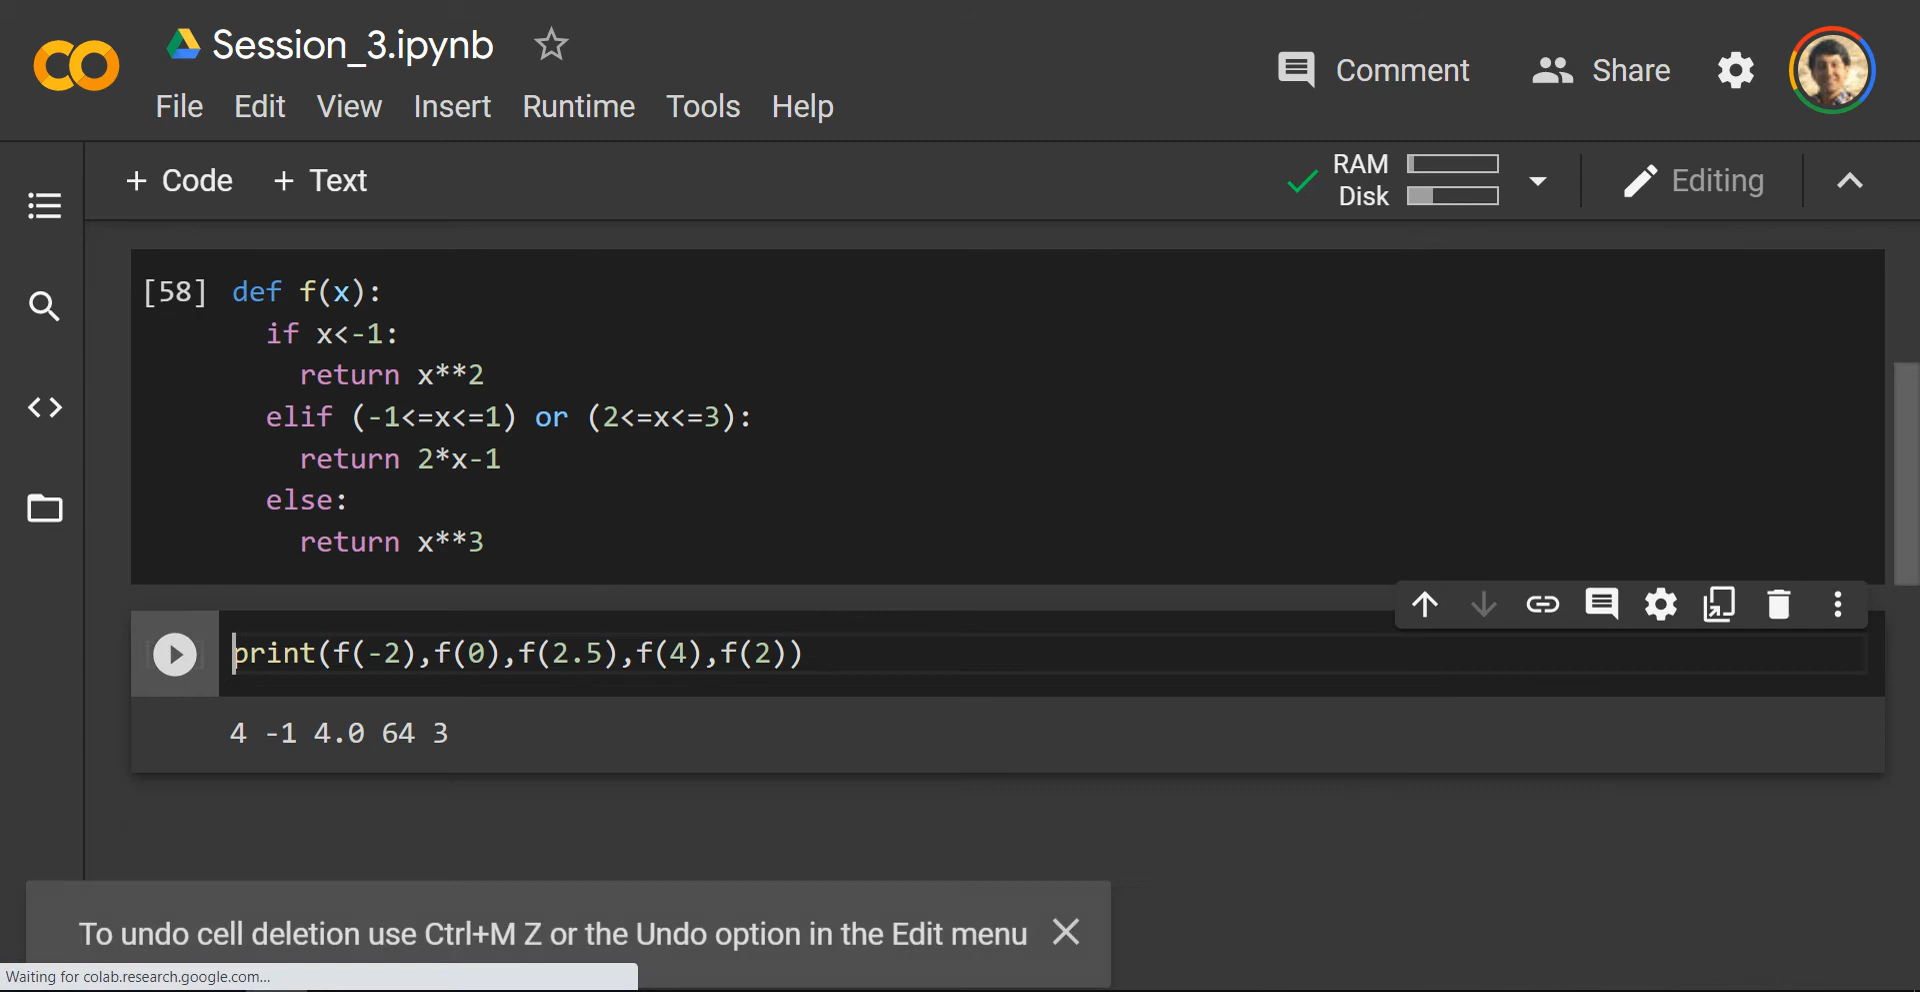 Session_3.ipynb
Comment
Share
File Edit View Insert Runtime Tools Help
+ Code + Text
RAM
Disk
Editing
[58] def f(x):
if x<-1:
return x**2
elif (-1<=x<=1) or (2<=x<=3):
return 2*x-1
else:
return x**3
print(f(-2),f(0),f(2.5),f(4),f(2))
4 -1 4.0 64 3
To undo cell deletion use Ctrl+M Z or the Undo option in the Edit menu
Waiting for colab.research.google.com...